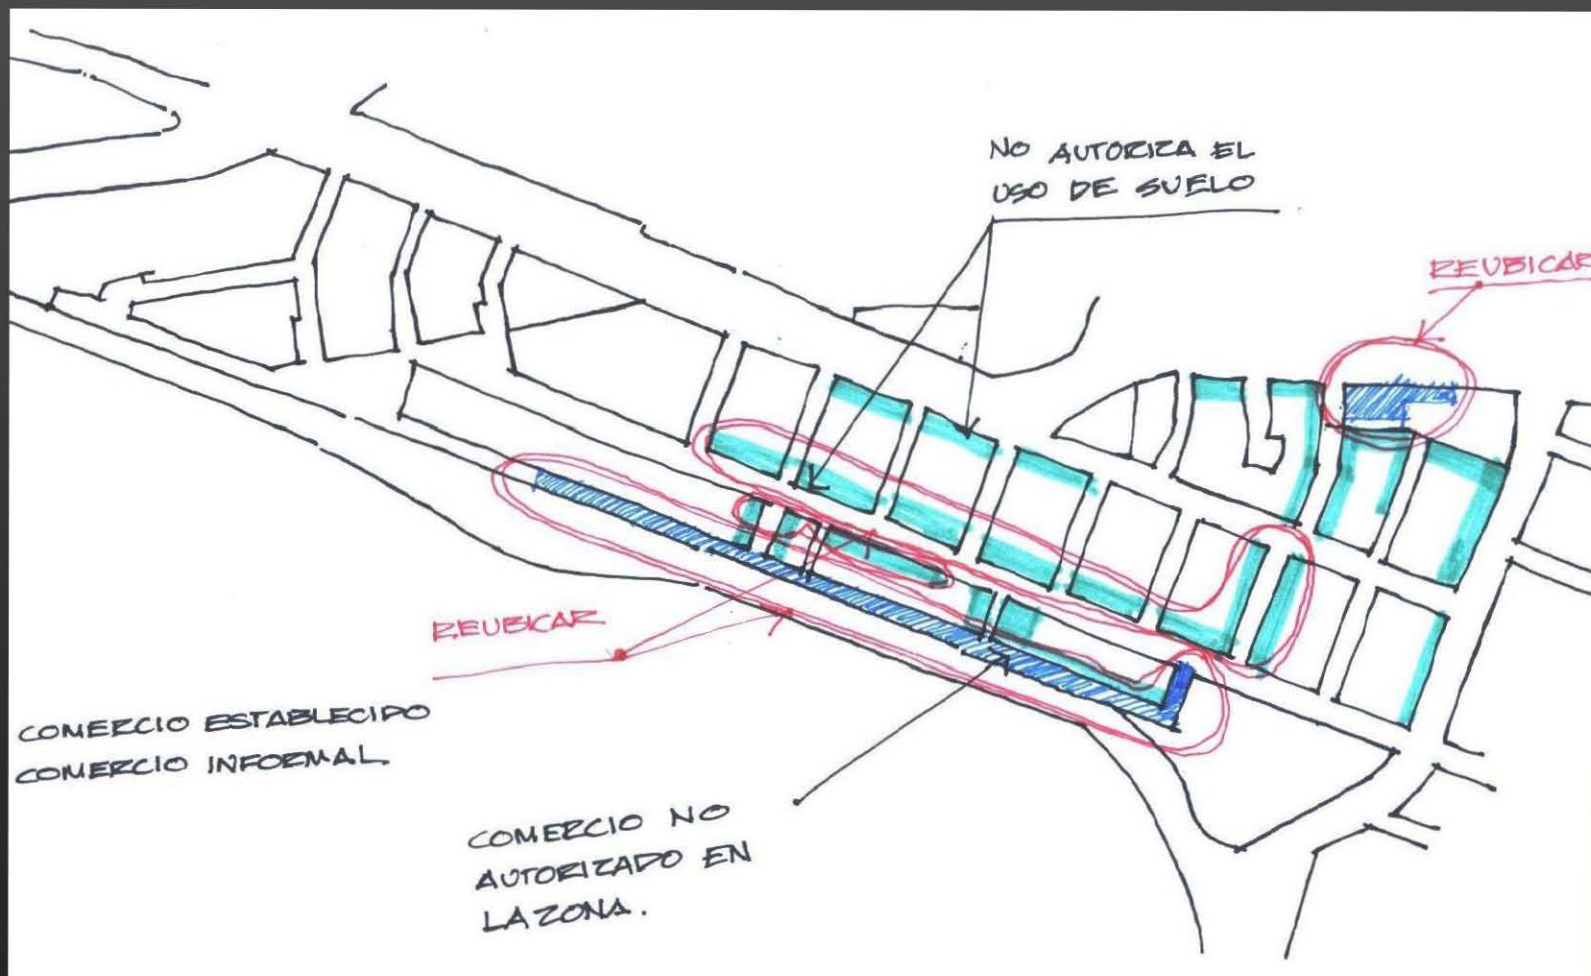 NO AUTORIZA EL
USO DE SUELO
REUBICAR
REUBICAR
COMERCIO ESTABLECIDO
COMERCIO INFORMAL
COMERCIO NO
AUTORIZADO EN
LA ZONA.